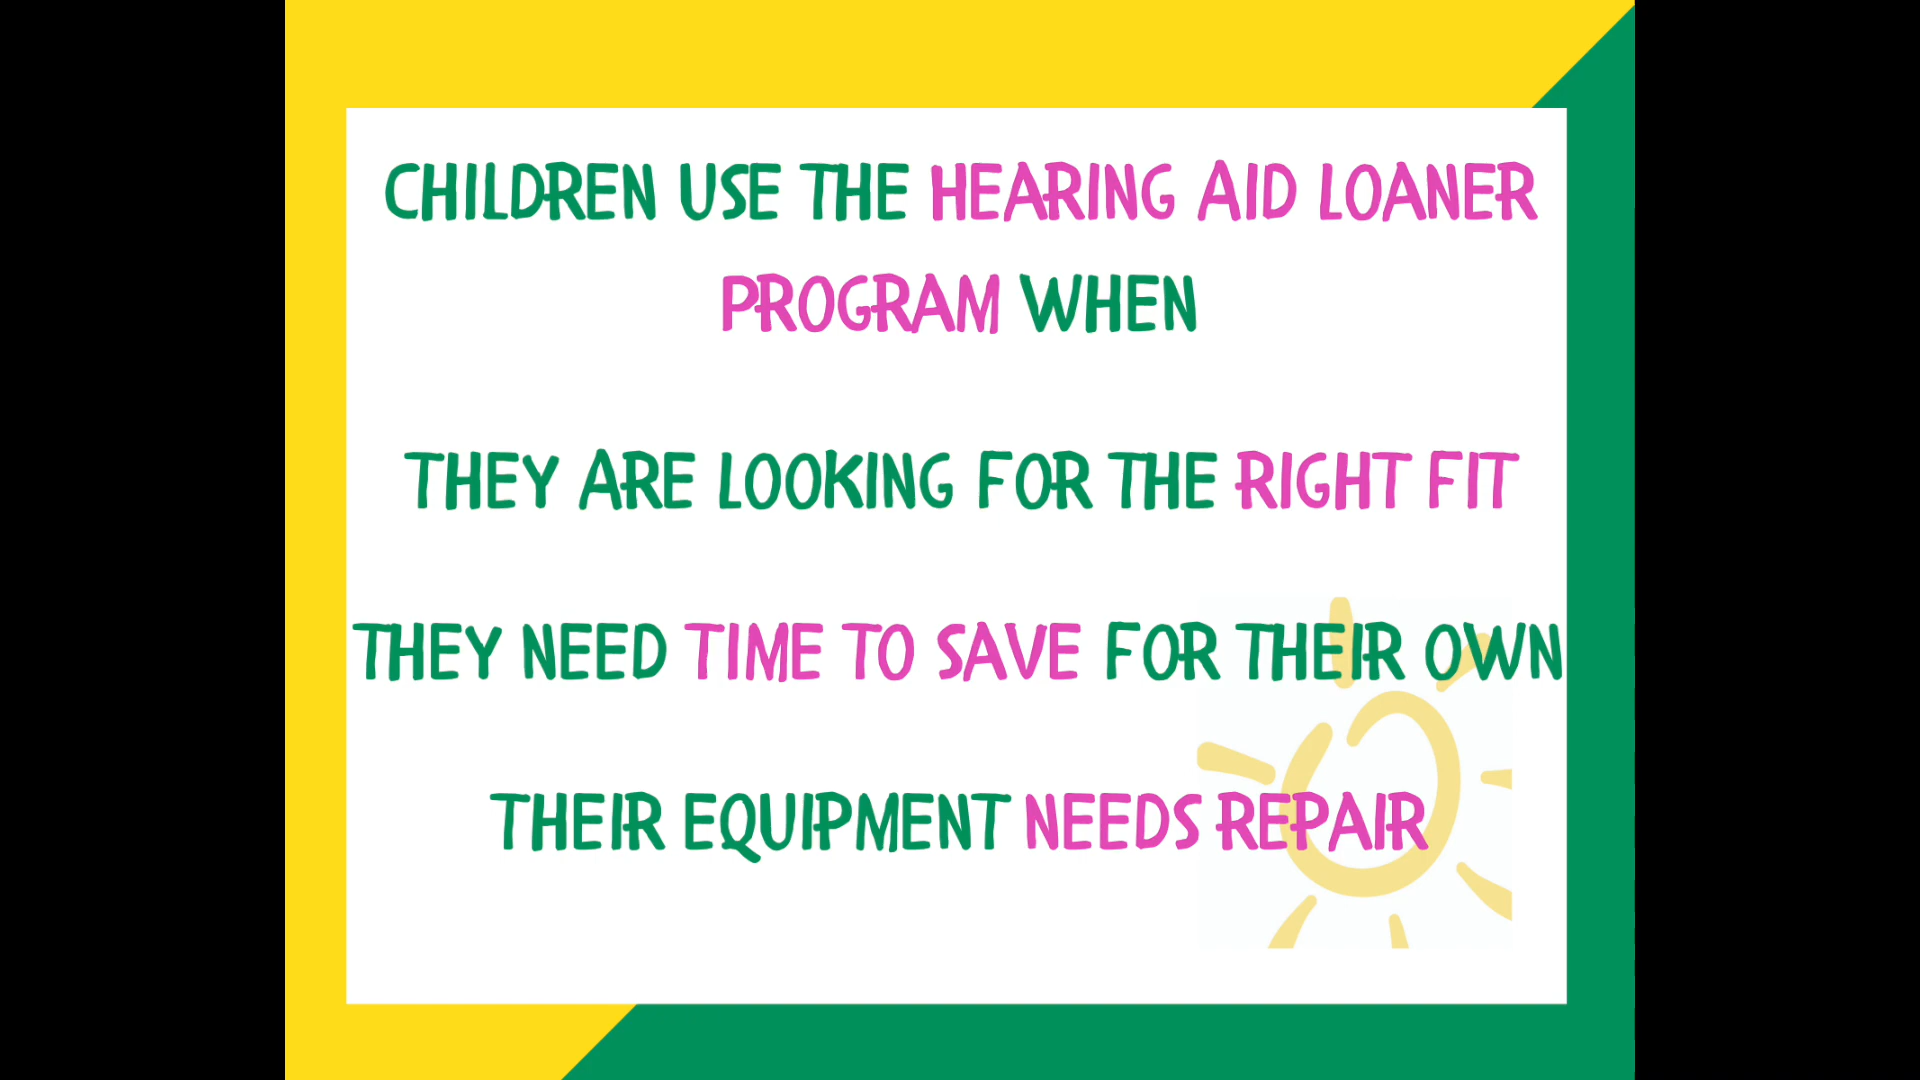 CHILDREN USE THE HEARING AID LOANER
PROGRAM WHEN
THEY ARE LOOKING FOR THE RIGHT FIT
THEY NEED TIME TO SAVE FOR THEIR OWN
THEIR EQUIPMENT NEEDS REPAIR